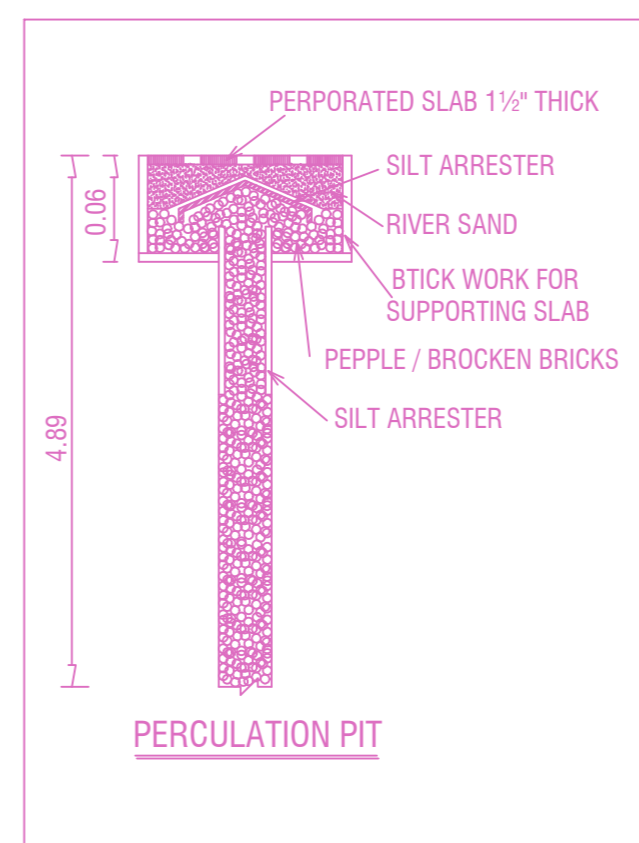 PERPORATED SLAB 1½" THICK
SILT ARRESTER
RIVER SAND
BTICK WORK FOR
SUPPORTING SLAB
PEPPLE / BROCKEN BRICKS
SILT ARRESTER
0.06
4.89
PERCULATION PIT